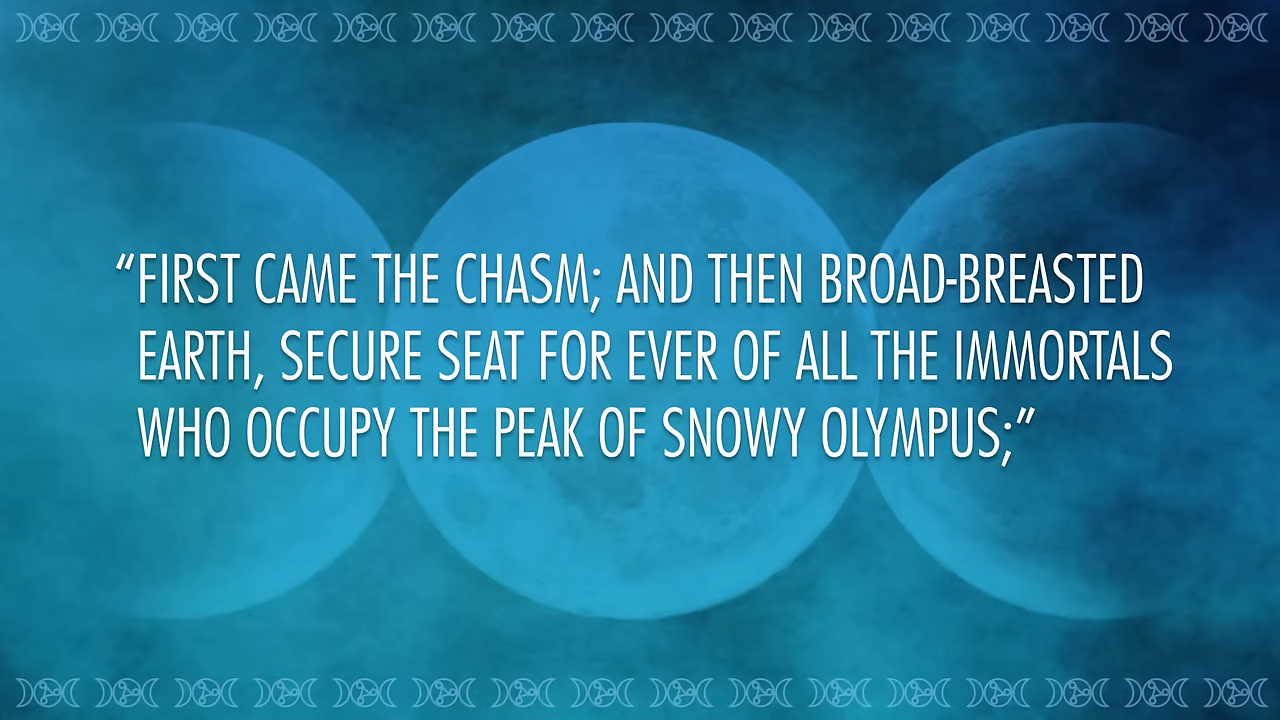 “FIRST CAME THE CHASM; AND THEN BROAD-BREASTED
EARTH, SECURE SEAT FOR EVER OF ALL THE IMMORTALS
WHO OCCUPY THE PEAK OF SNOWY OLYMPUS;”